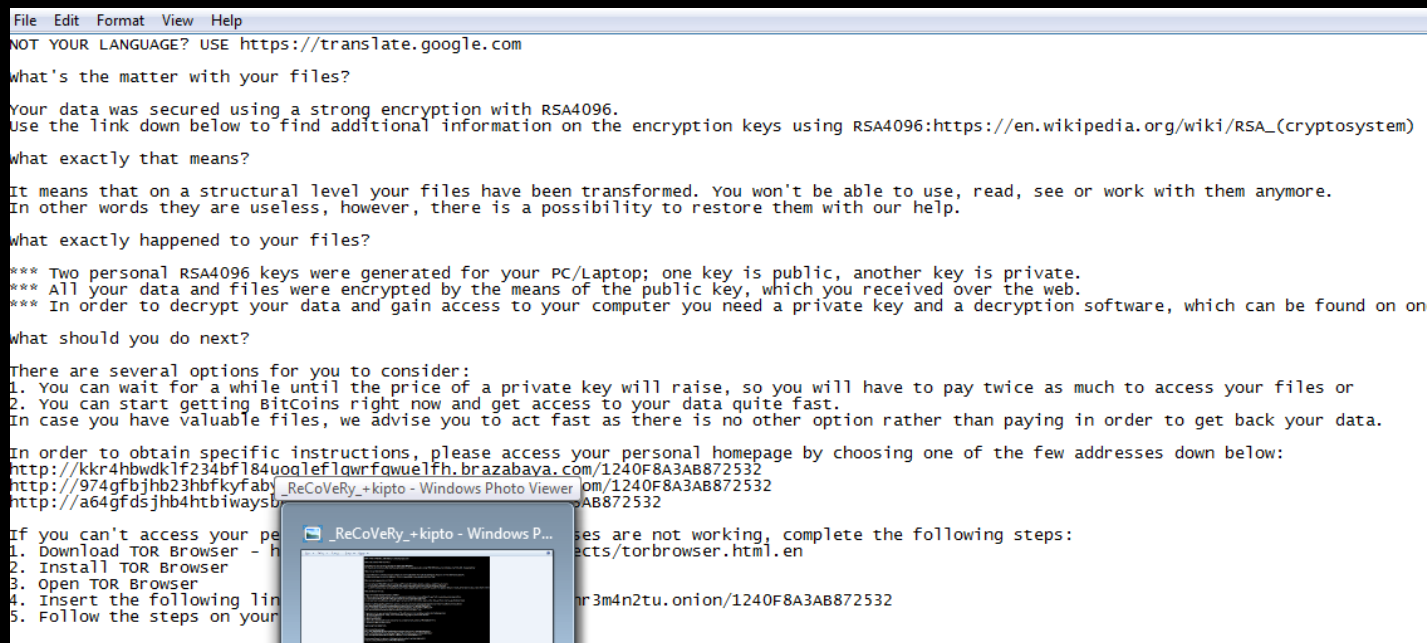 File Edit Format View Help
NOT YOUR LANGUAGE? USE https://translate.google.com
What's the matter with your files?
Your data was secured using a strong encryption with RSA4096.
Use the link down below to find additional information on the encryption keys using RSA4096:https://en.wikipedia.org/wiki/RSA_(cryptosystem)
What exactly that means?
It means that on a structural level your files have been transformed. You won't be able to use, read, see or work with them anymore.
In other words they are useless, however, there is a possibility to restore them with our help.
What exactly happened to your files?
*** Two personal RSA4096 keys were generated for your PC/Laptop; one key is public, another key is private.
*** All your data and files were encrypted by the means of the public key, which you received over the web.
*** In order to decrypt your data and gain access to your computer you need a private key and a decryption software, which can be found on on
What should you do next?
There are several options for you to consider:
1. You can wait for a while until the price of a private key will raise, so you will have to pay twice as much to access your files or
2. You can start getting BitCoins right now and get access to your data quite fast.
In case you have valuable files, we advise you to act fast as there is no other option rather than paying in order to get back your data.
In order to obtain specific instructions, please access your personal homepage by choosing one of the few addresses down below:
http://kkr4hbwdklf234bfl84uoqleflqwrfqwuelfh.brazabaya.com/1240F8A3AB872532
http://974gfbjhb23hbfkyfaby om/1240F8A3AB872532
http://a64gfdsjhb4htbiways AB872532
_ReCoVeRy_+kipto - Windows Photo Viewer
_ReCoVeRy_+kipto - Windows P...
If you can't access your pe ses are not working, complete the following steps:
1. Download TOR Browser - h ects/torbrowser.html.en
2. Install TOR Browser
3. Open TOR Browser
4. Insert the following lin nr3m4n2tu.onion/1240F8A3AB872532
5. Follow the steps on your